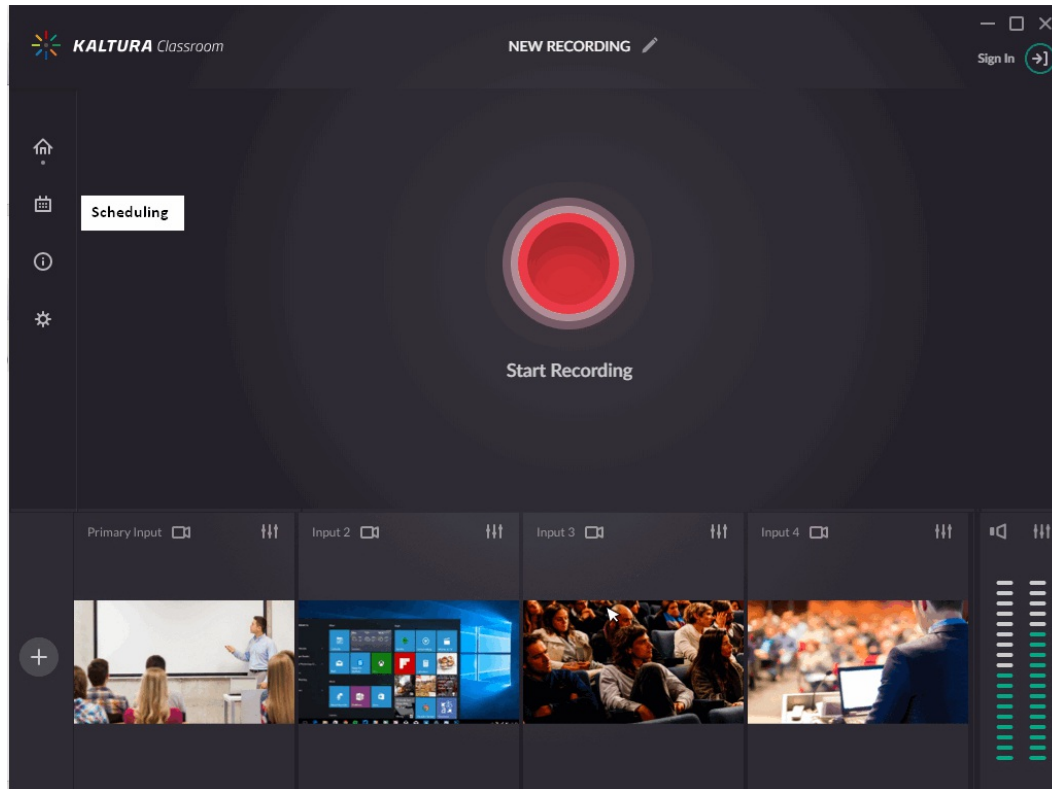 KALTURA Classroom
NEW RECORDING
Sign In
Scheduling
Start Recording
Primary Input
Input 2
Input 3
Input 4